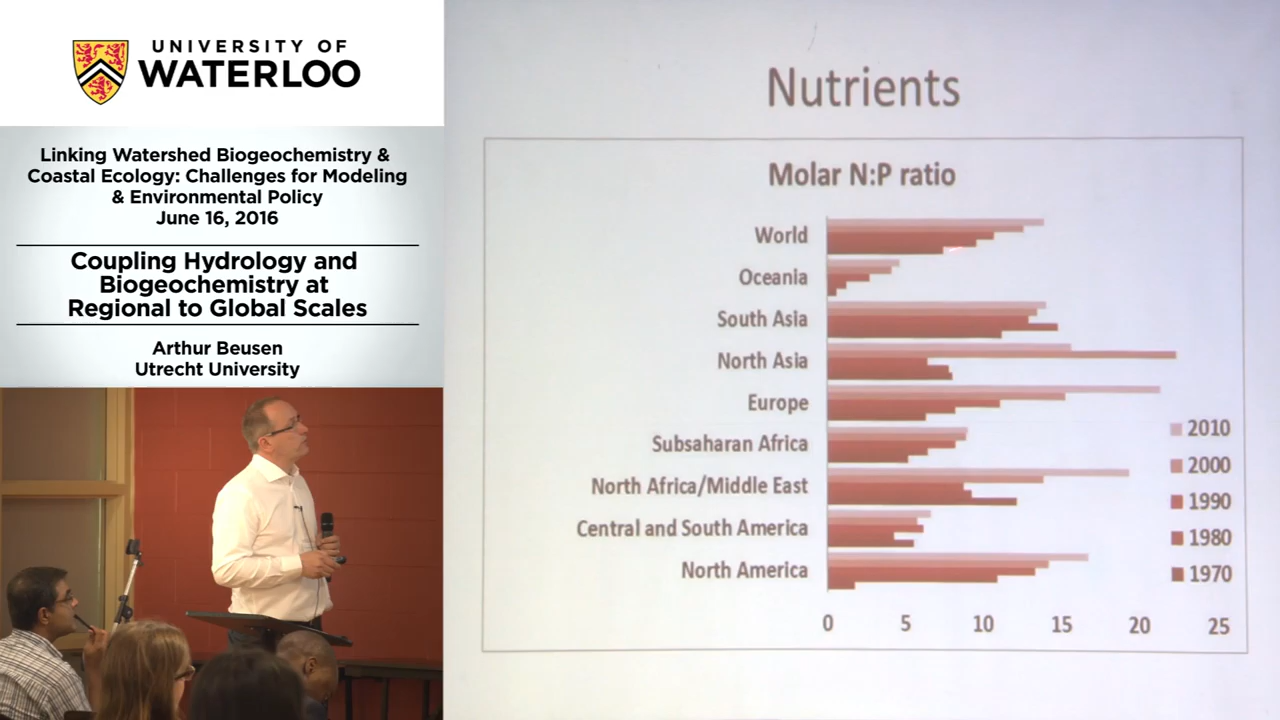 UNIVERSITY OF
WATERLOO
Linking Watershed Biogeochemistry &
Coastal Ecology: Challenges for Modeling
& Environmental Policy
June 16, 2016
Coupling Hydrology and
Biogeochemistry at
Regional to Global Scales
Arthur Beusen
Utrecht University
Nutrients
Molar N:P ratio
World
Oceania
South Asia
North Asia
Europe
Subsaharan Africa
North Africa/Middle East
Central and South America
North America
0 5 10 15 20 25
2010
2000
1990
1980
1970